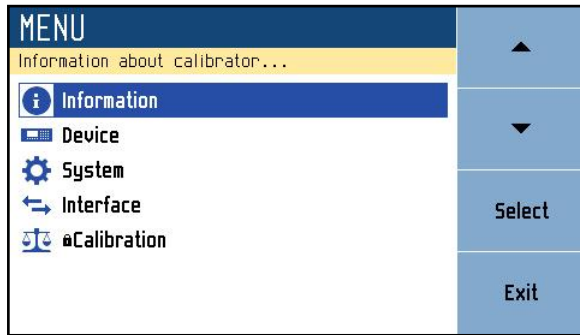 MENU
Information about calibrator...
Information
Device
System
Interface
Calibration
Select
Exit